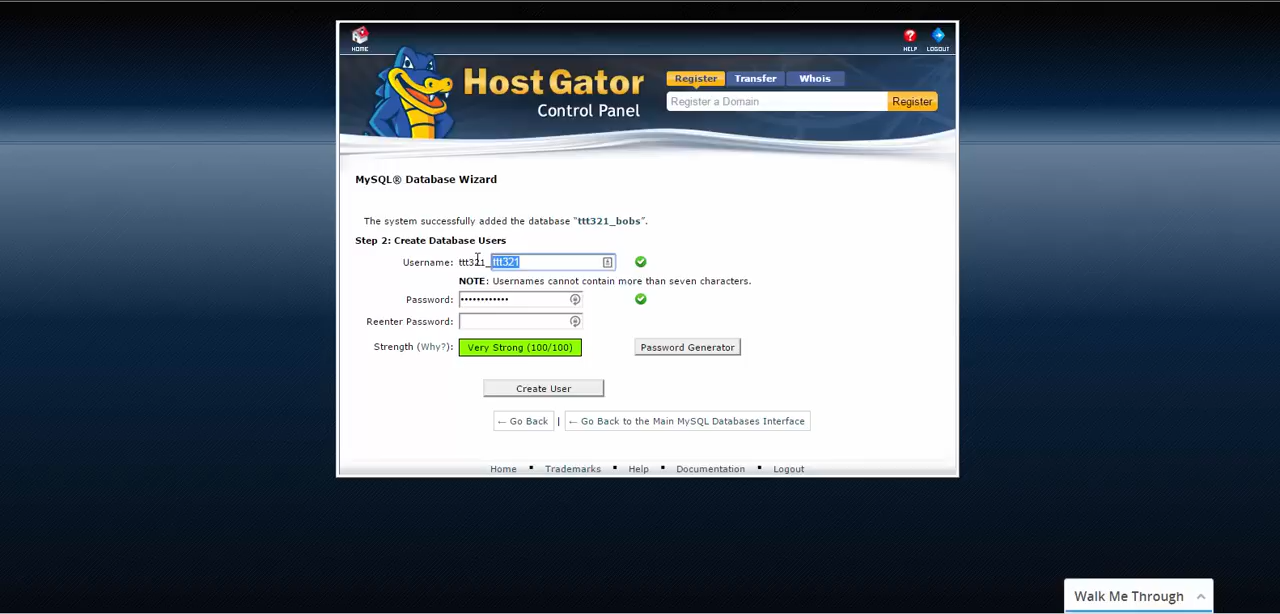 HOME
HELP LOGOUT
HostGator
Control Panel
Register Transfer Whois
Register a Domain Register
MySQL® Database Wizard
The system successfully added the database "ttt321_bobs".
Step 2: Create Database Users
Username: ttt321_ ttt321
NOTE: Usernames cannot contain more than seven characters.
Password: ••••••••••••
Reenter Password:
Strength (Why?): Very Strong (100/100) Password Generator
Create User
← Go Back | ← Go Back to the Main MySQL Databases Interface
Home ▪ Trademarks ▪ Help ▪ Documentation ▪ Logout
Walk Me Through